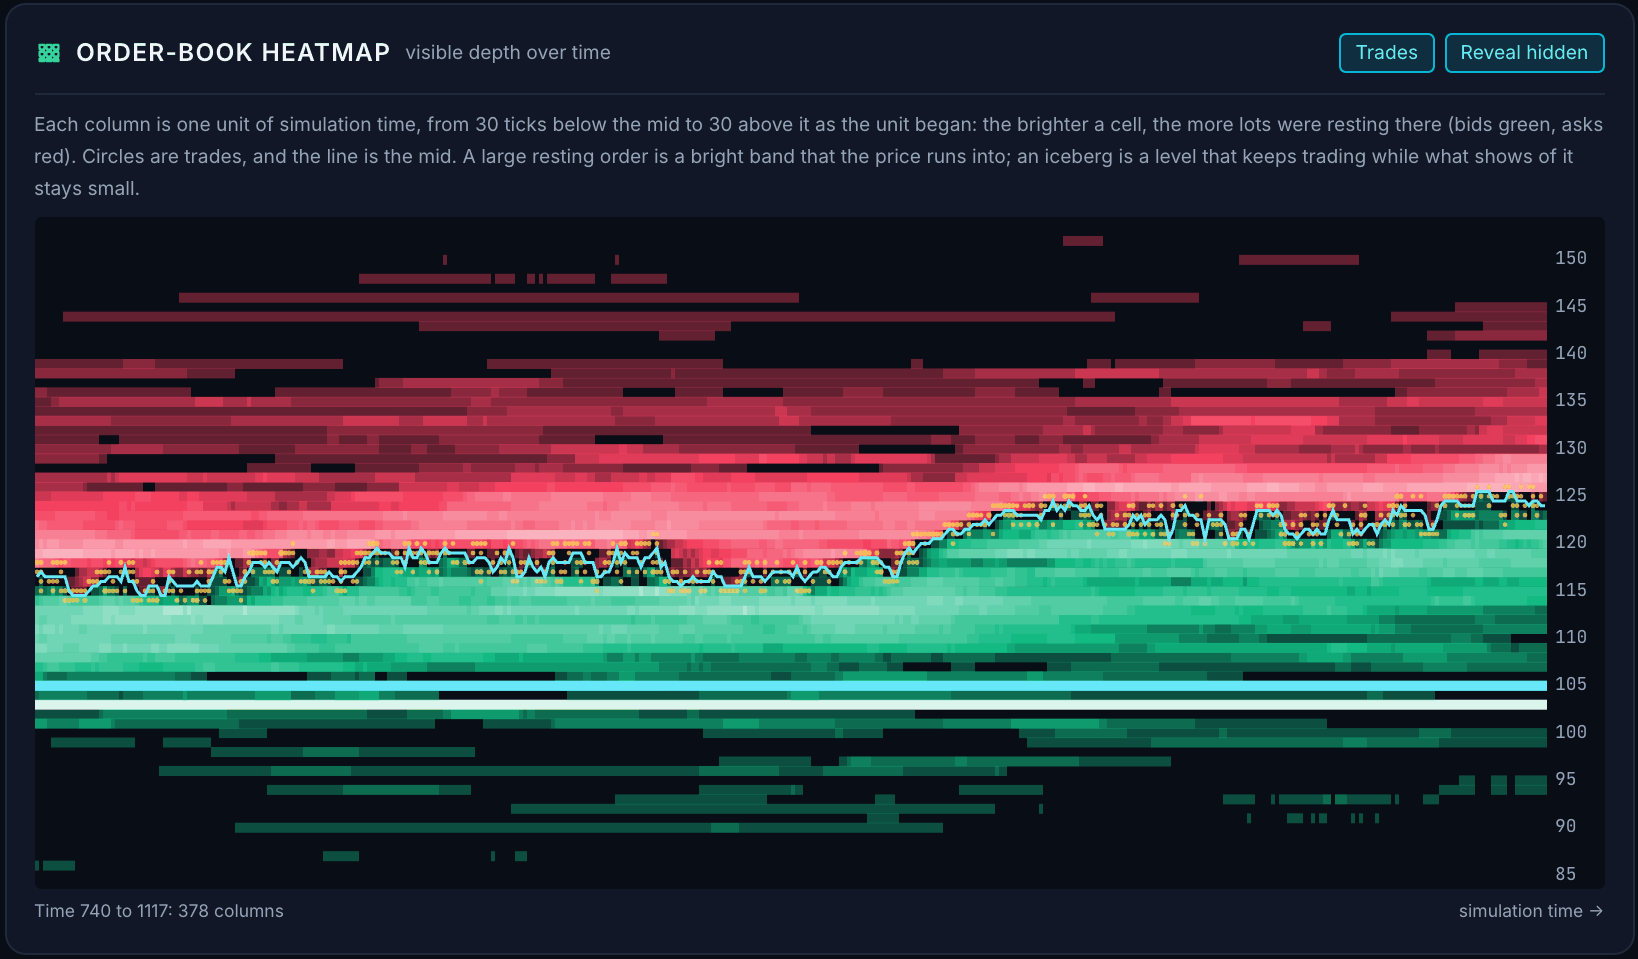 ORDER-BOOK HEATMAP visible depth over time
Trades
Reveal hidden
Each column is one unit of simulation time, from 30 ticks below the mid to 30 above it as the unit began: the brighter a cell, the more lots were resting there (bids green, asks
red). Circles are trades, and the line is the mid. A large resting order is a bright band that the price runs into; an iceberg is a level that keeps trading while what shows of it
stays small.
150
145
140
135
130
125
120
115
110
105
100
95
90
85
Time 740 to 1117: 378 columns
simulation time →